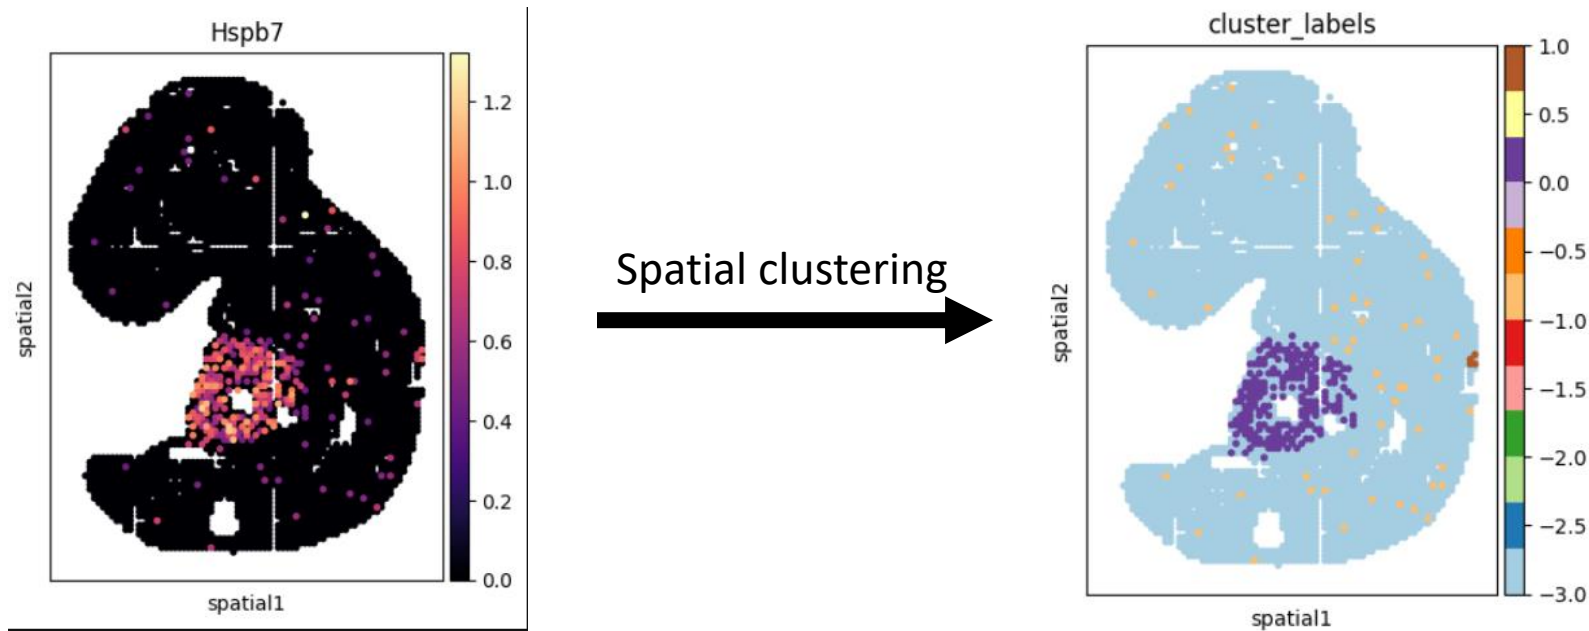 Hspb7
1.2
1.0
0.8
0.6
0.4
0.2
0.0
spatial2
spatial1
Spatial clustering
cluster_labels
1.0
0.5
0.0
−0.5
−1.0
−1.5
−2.0
−2.5
−3.0
spatial2
spatial1